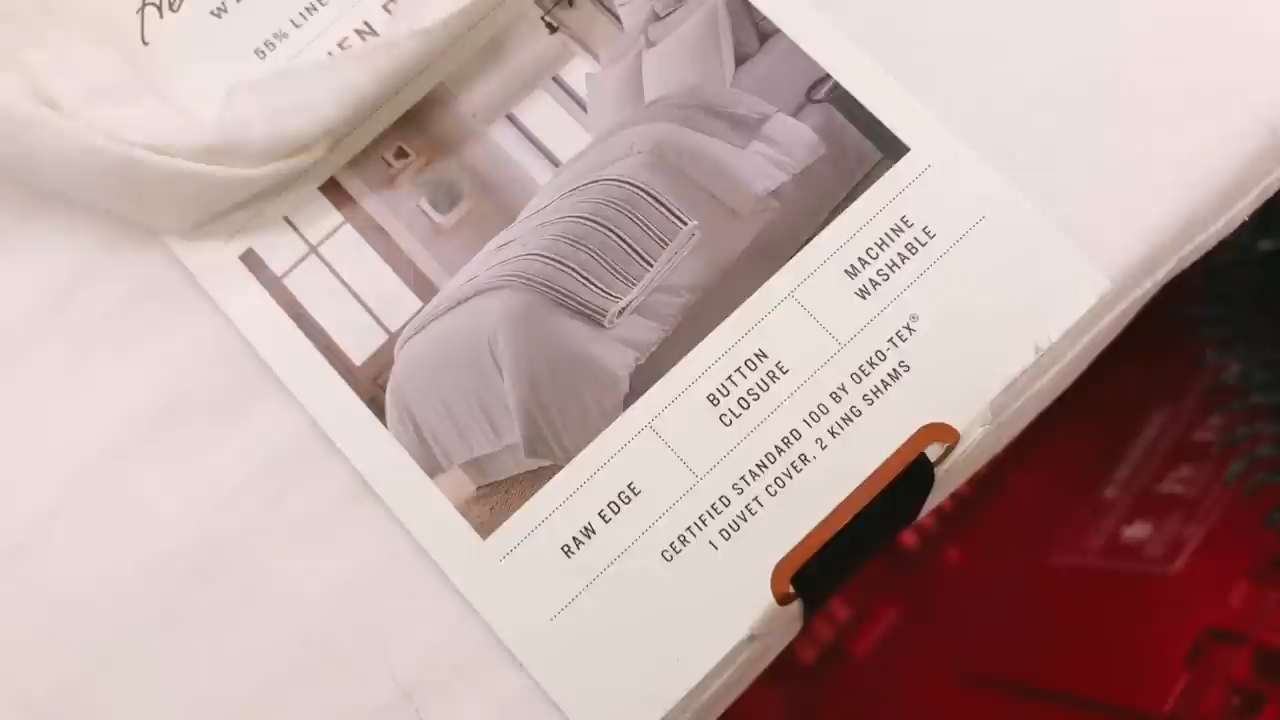 55% LINE
RAW EDGE
BUTTON
CLOSURE
MACHINE
WASHABLE
CERTIFIED STANDARD 100 BY OEKO-TEX®
1 DUVET COVER, 2 KING SHAMS